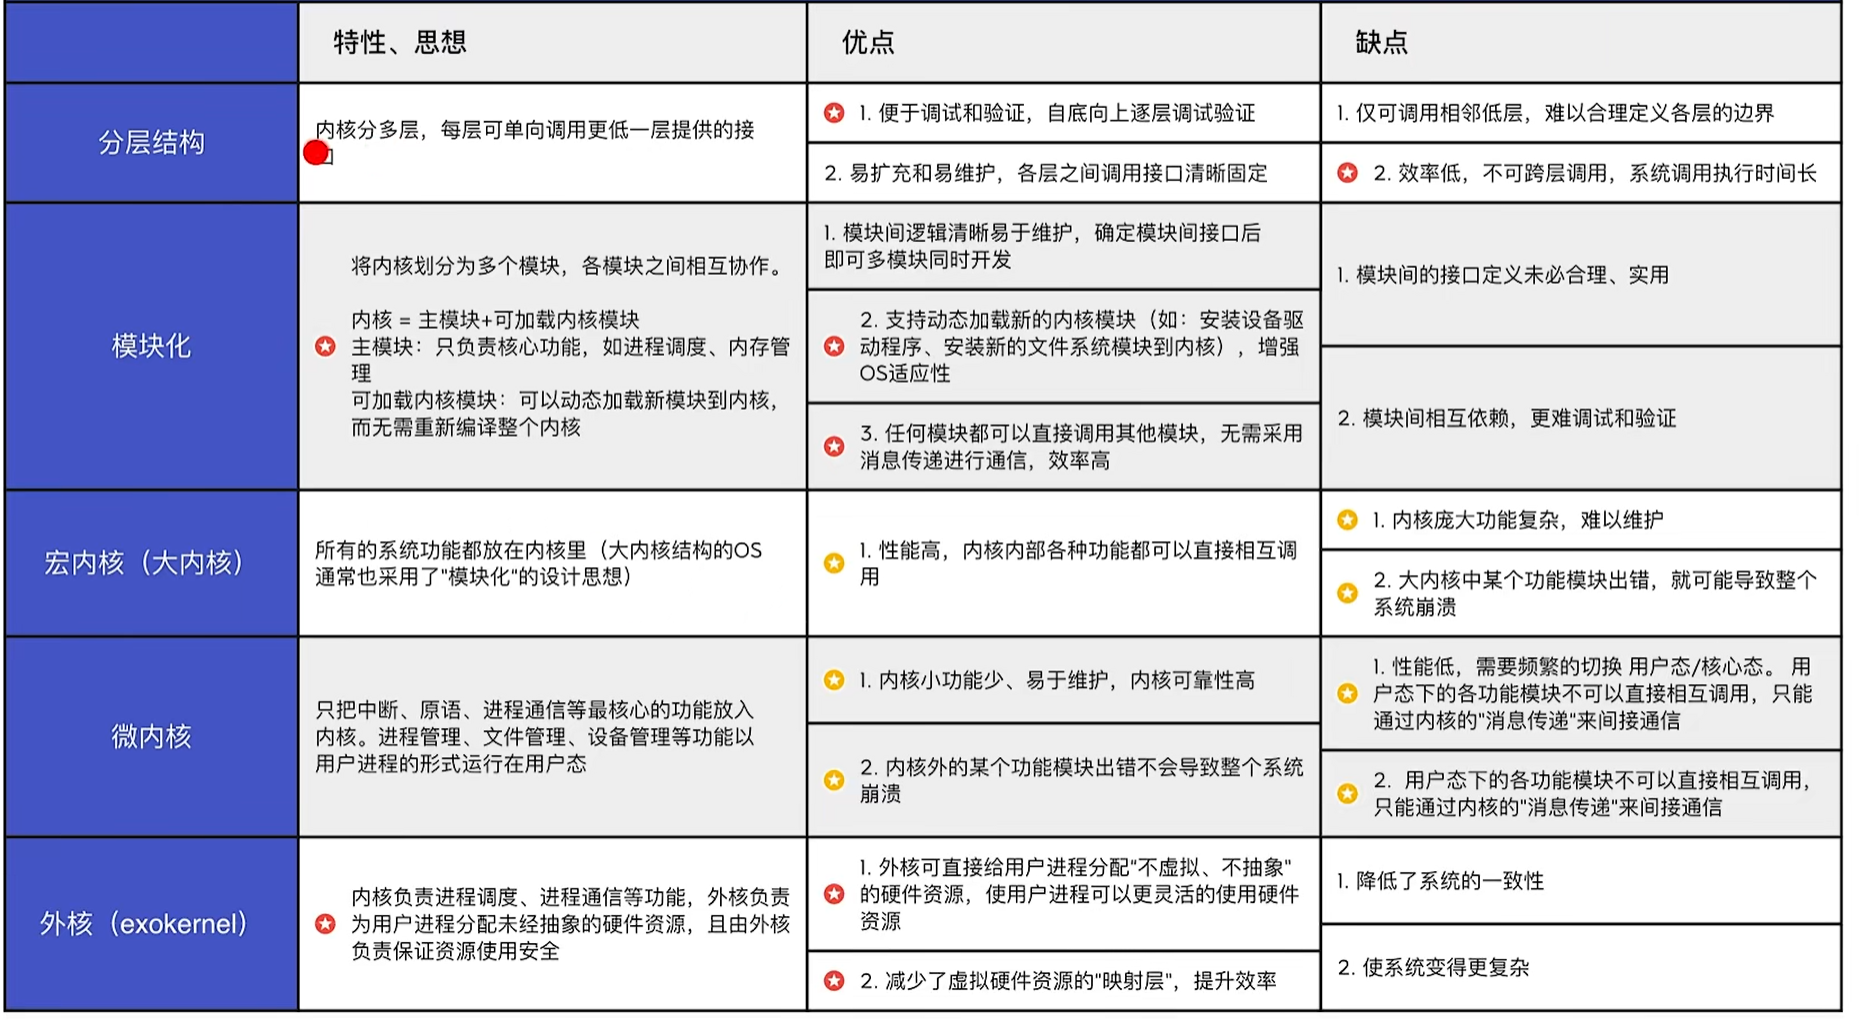 特性、思想
优点
缺点
分层结构
内核分多层，每层可单向调用更低一层提供的接
口
1. 便于调试和验证，自底向上逐层调试验证
2. 易扩充和易维护，各层之间调用接口清晰固定
1. 仅可调用相邻低层，难以合理定义各层的边界
2. 效率低，不可跨层调用，系统调用执行时间长
模块化
将内核划分为多个模块，各模块之间相互协作。
内核 = 主模块+可加载内核模块
主模块：只负责核心功能，如进程调度、内存管
理
可加载内核模块：可以动态加载新模块到内核，
而无需重新编译整个内核
1. 模块间逻辑清晰易于维护，确定模块间接口后
即可多模块同时开发
2. 支持动态加载新的内核模块（如：安装设备驱
动程序、安装新的文件系统模块到内核），增强
OS适应性
3. 任何模块都可以直接调用其他模块，无需采用
消息传递进行通信，效率高
1. 模块间的接口定义未必合理、实用
2. 模块间相互依赖，更难调试和验证
宏内核（大内核）
所有的系统功能都放在内核里（大内核结构的OS
通常也采用了"模块化"的设计思想）
1. 性能高，内核内部各种功能都可以直接相互调
用
1. 内核庞大功能复杂，难以维护
2. 大内核中某个功能模块出错，就可能导致整个
系统崩溃
微内核
只把中断、原语、进程通信等最核心的功能放入
内核。进程管理、文件管理、设备管理等功能以
用户进程的形式运行在用户态
1. 内核小功能少、易于维护，内核可靠性高
2. 内核外的某个功能模块出错不会导致整个系统
崩溃
1. 性能低，需要频繁的切换 用户态/核心态。 用
户态下的各功能模块不可以直接相互调用，只能
通过内核的"消息传递"来间接通信
2. 用户态下的各功能模块不可以直接相互调用，
只能通过内核的"消息传递"来间接通信
外核（exokernel）
内核负责进程调度、进程通信等功能，外核负责
为用户进程分配未经抽象的硬件资源，且由外核
负责保证资源使用安全
1. 外核可直接给用户进程分配"不虚拟、不抽象"
的硬件资源，使用户进程可以更灵活的使用硬件
资源
2. 减少了虚拟硬件资源的"映射层"，提升效率
1. 降低了系统的一致性
2. 使系统变得更复杂